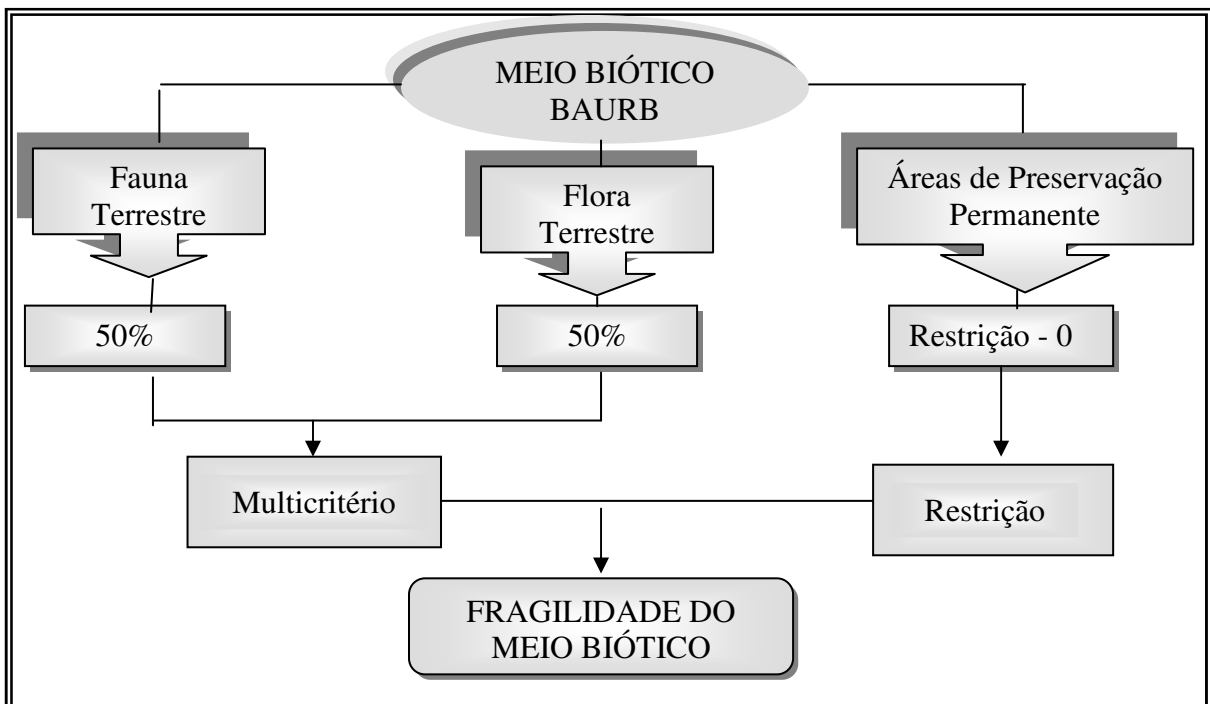 MEIO BIÓTICO
BAURB
Fauna
Terrestre
Flora
Terrestre
Áreas de Preservação
Permanente
50%
50%
Restrição - 0
Multicritério
Restrição
FRAGILIDADE DO
MEIO BIÓTICO